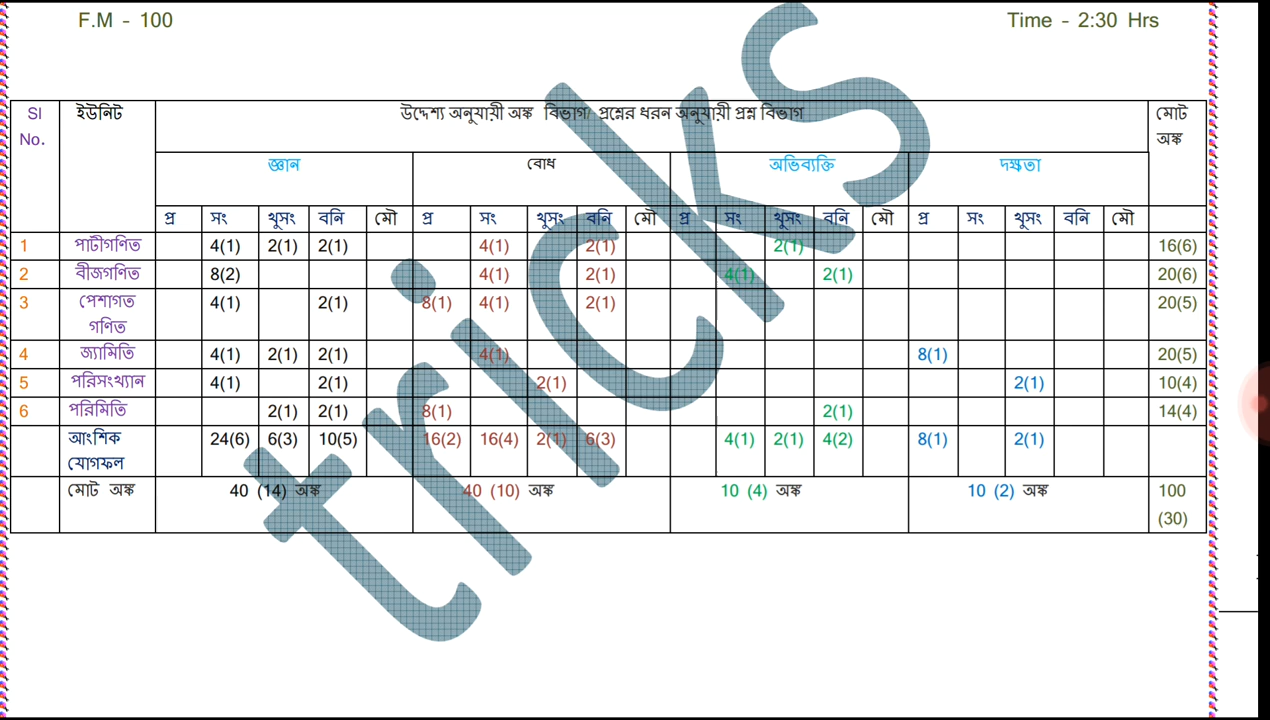 F.M - 100 Time - 2:30 Hrs
Sl No. ইউনিট উদ্দেশ্য অনুযায়ী অঙ্ক বিভাগ/ প্রশ্নের ধরন অনুযায়ী প্রশ্ন বিভাগ মোট অঙ্ক
জ্ঞান বোধ অভিব্যক্তি দক্ষতা
প্র সং খুসং বনি মৌ প্র সং খুসং বনি মৌ প্র সং খুসং বনি মৌ প্র সং খুসং বনি মৌ
1 পাটীগণিত 4(1) 2(1) 2(1) 4(1) 2(1) 2(1) 16(6)
2 বীজগণিত 8(2) 4(1) 2(1) 4(1) 2(1) 20(6)
3 পেশাগত গণিত 4(1) 2(1) 8(1) 4(1) 2(1) 20(5)
4 জ্যামিতি 4(1) 2(1) 2(1) 4(1) 8(1) 20(5)
5 পরিসংখ্যান 4(1) 2(1) 2(1) 2(1) 10(4)
6 পরিমিতি 2(1) 2(1) 8(1) 2(1) 14(4)
আংশিক যোগফল 24(6) 6(3) 10(5) 16(2) 16(4) 2(1) 6(3) 4(1) 2(1) 4(2) 8(1) 2(1)
মোট অঙ্ক 40 (14) অঙ্ক 40 (10) অঙ্ক 10 (4) অঙ্ক 10 (2) অঙ্ক 100 (30)
tricks